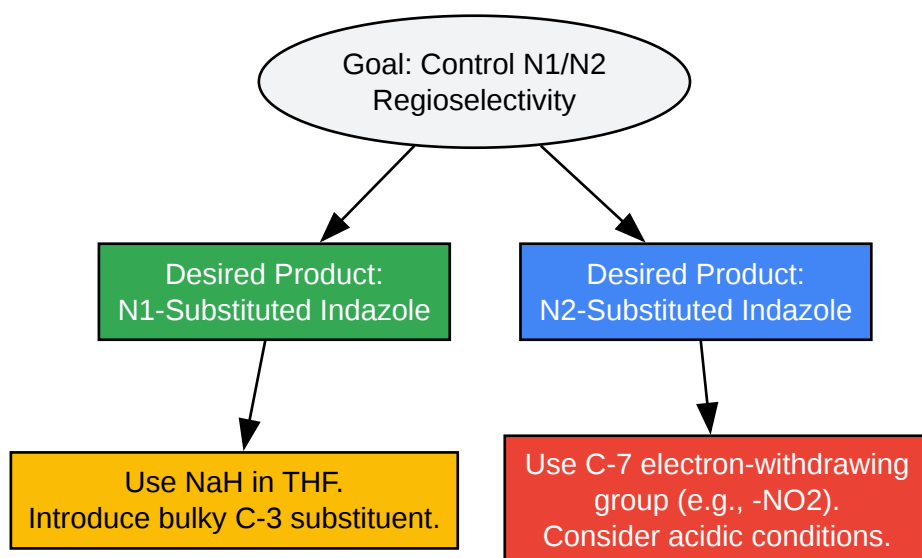 Goal: Control N1/N2
Regioselectivity
Desired Product:
N1-Substituted Indazole
Desired Product:
N2-Substituted Indazole
Use NaH in THF.
Introduce bulky C-3 substituent.
Use C-7 electron-withdrawing
group (e.g., -NO2).
Consider acidic conditions.